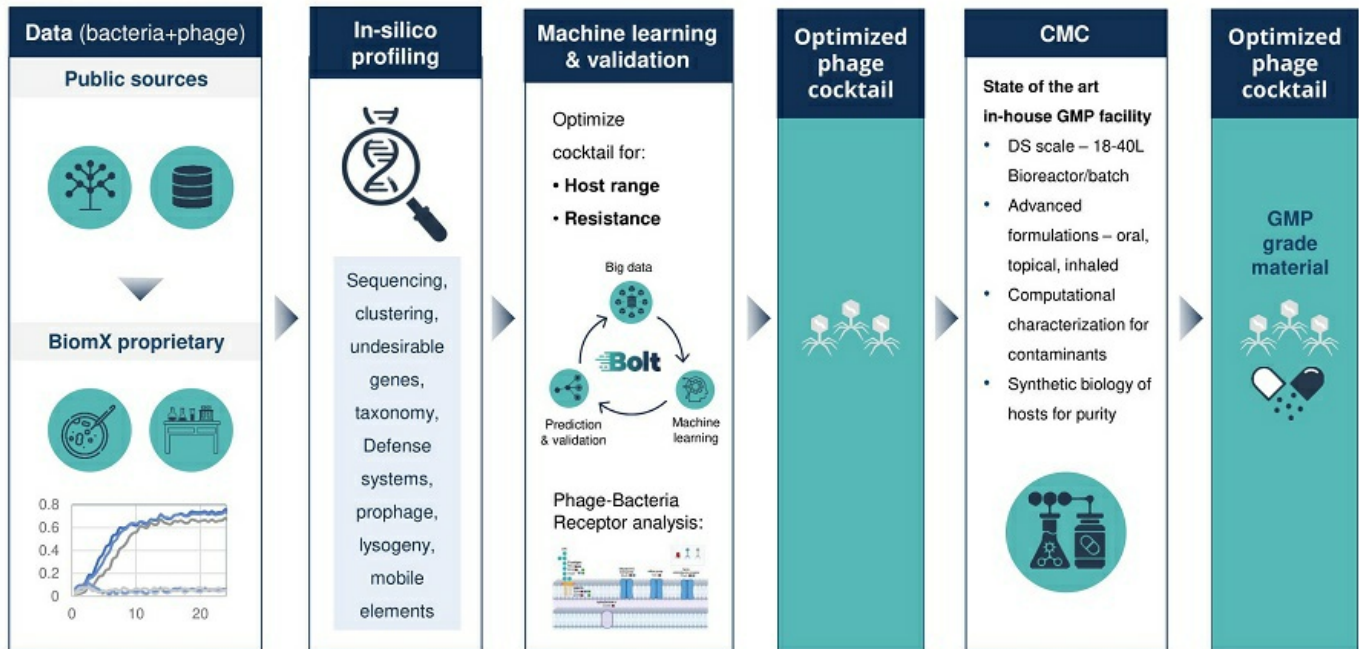 Data (bacteria+phage)
Public sources
BiomX proprietary
0.8
0.6
0.4
0.2
0
0
10
20
In-silico
profiling
Sequencing,
clustering,
undesirable
genes,
taxonomy,
Defense
systems,
prophage,
lysogeny,
mobile
elements
Machine learning
& validation
Optimize
cocktail for:
• Host range
• Resistance
Big data
Bolt
Prediction
& validation
Machine
learning
Phage-Bacteria
Receptor analysis:
Optimized
phage
cocktail
CMC
State of the art
in-house GMP facility
• DS scale – 18-40L
Bioreactor/batch
• Advanced
formulations – oral,
topical, inhaled
• Computational
characterization for
contaminants
• Synthetic biology of
hosts for purity
Optimized
phage
cocktail
GMP
grade
material